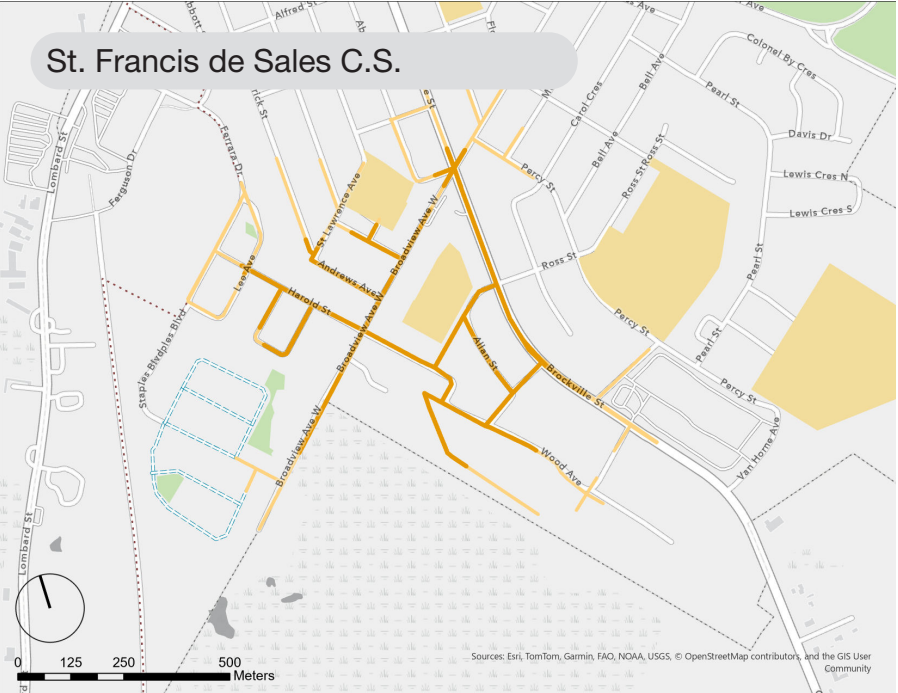 Alfred St
St. Francis de Sales C.S.
Colonel By Cres
Bell Ave
Pearl St
Carol Cres
Lombard St
Ferguson Dr
Ferrara Dr
Davis Dr
Bell Ave
Ross St
Ross St
Percy St
Lewis Cres N
Lewis Cres S
St Lawrence Ave
Broadview Ave W
Pearl St
Ross St
Lee Ave
Andrews Ave
Harold St
Percy St
Broadview Ave W
Staples Blvd
Allen St
Pearl St
Brockville St
Percy St
Broadview Ave W
Wood Ave
Van Horne Ave
Lombard St
0 125 250 500
Meters
Sources: Esri, TomTom, Garmin, FAO, NOAA, USGS, © OpenStreetMap contributors, and the GIS User
Community